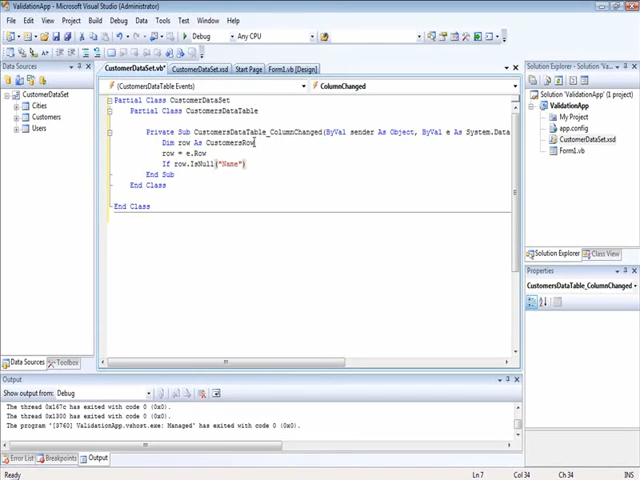 ValidationApp - Microsoft Visual Studio (Administrator)
File Edit View Project Build Debug Data Tools Test Window Help
Debug Any CPU
Data Sources
CustomerDataSet
Cities
Customers
Users
CustomerDataSet.vb* CustomerDataSet.xsd Start Page Form1.vb [Design]
(CustomersDataTable Events) ColumnChanged
Partial Class CustomerDataSet
Partial Class CustomersDataTable
Private Sub CustomersDataTable_ColumnChanged(ByVal sender As Object, ByVal e As System.Data
Dim row As CustomersRow
row = e.Row
If row.IsNull("Name")
End Sub
End Class
End Class
Solution Explorer
Solution 'ValidationApp'
ValidationApp
My Project
app.config
CustomerDataSet.xsd
Form1.vb
Solution Explorer Class View
Properties
CustomersDataTable_ColumnChanged
Data Sources Toolbox
Output
Show output from: Debug
The thread 0x167c has exited with code 0 (0x0).
The thread 0x1300 has exited with code 0 (0x0).
The program '[3760] ValidationApp.vshost.exe: Managed' has exited with code 0 (0x0).
Error List Breakpoints Output
Ready Ln 7 Col 34 Ch 34 INS